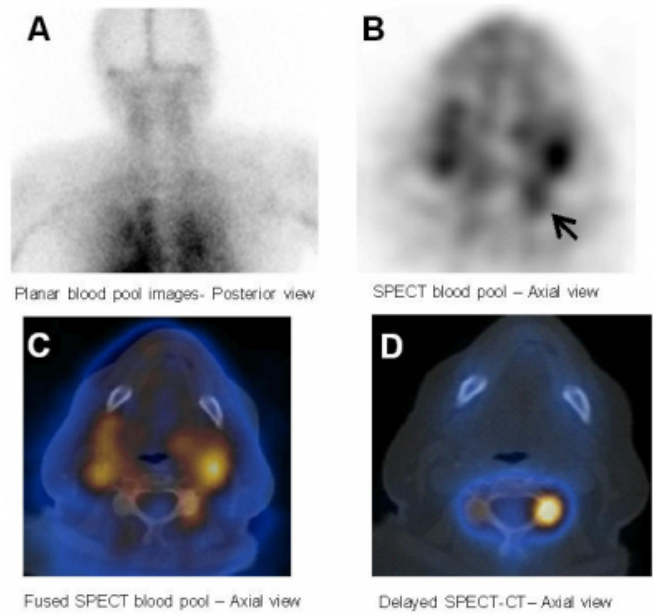 A
B
Planar blood pool images- Posterior view
SPECT blood pool – Axial view
C
D
Fused SPECT blood pool – Axial view
Delayed SPECT-CT– Axial view